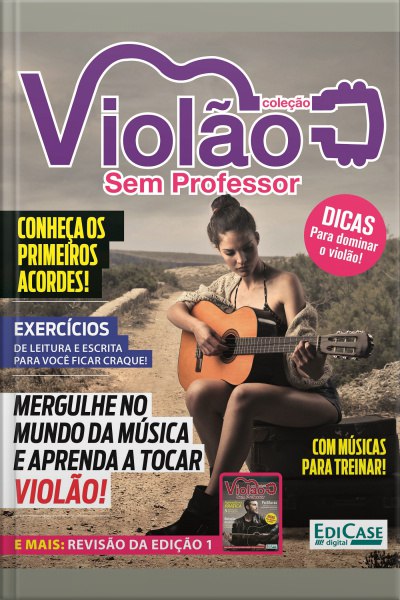 coleção
Violão
Sem Professor
CONHEÇA OS
PRIMEIROS
ACORDES!
DICAS
Para dominar
o violão!
EXERCÍCIOS
DE LEITURA E ESCRITA
PARA VOCÊ FICAR CRAQUE!
MERGULHE NO
MUNDO DA MÚSICA
E APRENDA A TOCAR
VIOLÃO!
COM MÚSICAS
PARA TREINAR!
Violão
E MAIS: REVISÃO DA EDIÇÃO 1
EDICASE
digital